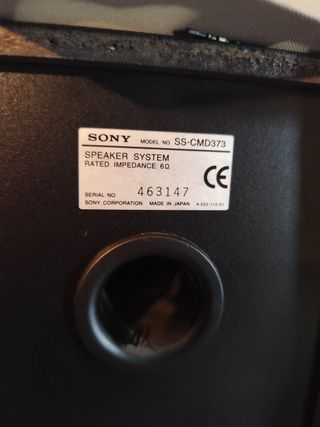 SONY MODEL NO. SS-CMD373
SPEAKER SYSTEM
RATED IMPEDANCE: 6Ω
CE
SERIAL NO. 463147
SONY CORPORATION MADE IN JAPAN